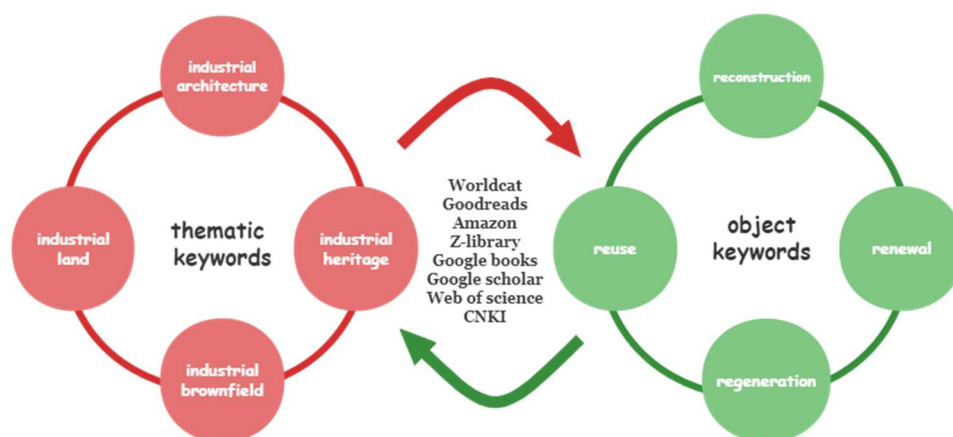 industrial
architecture
industrial
land
thematic
keywords
industrial
heritage
industrial
brownfield
Worldcat
Goodreads
Amazon
Z-library
Google books
Google scholar
Web of science
CNKI
reconstruction
reuse
object
keywords
renewal
regeneration